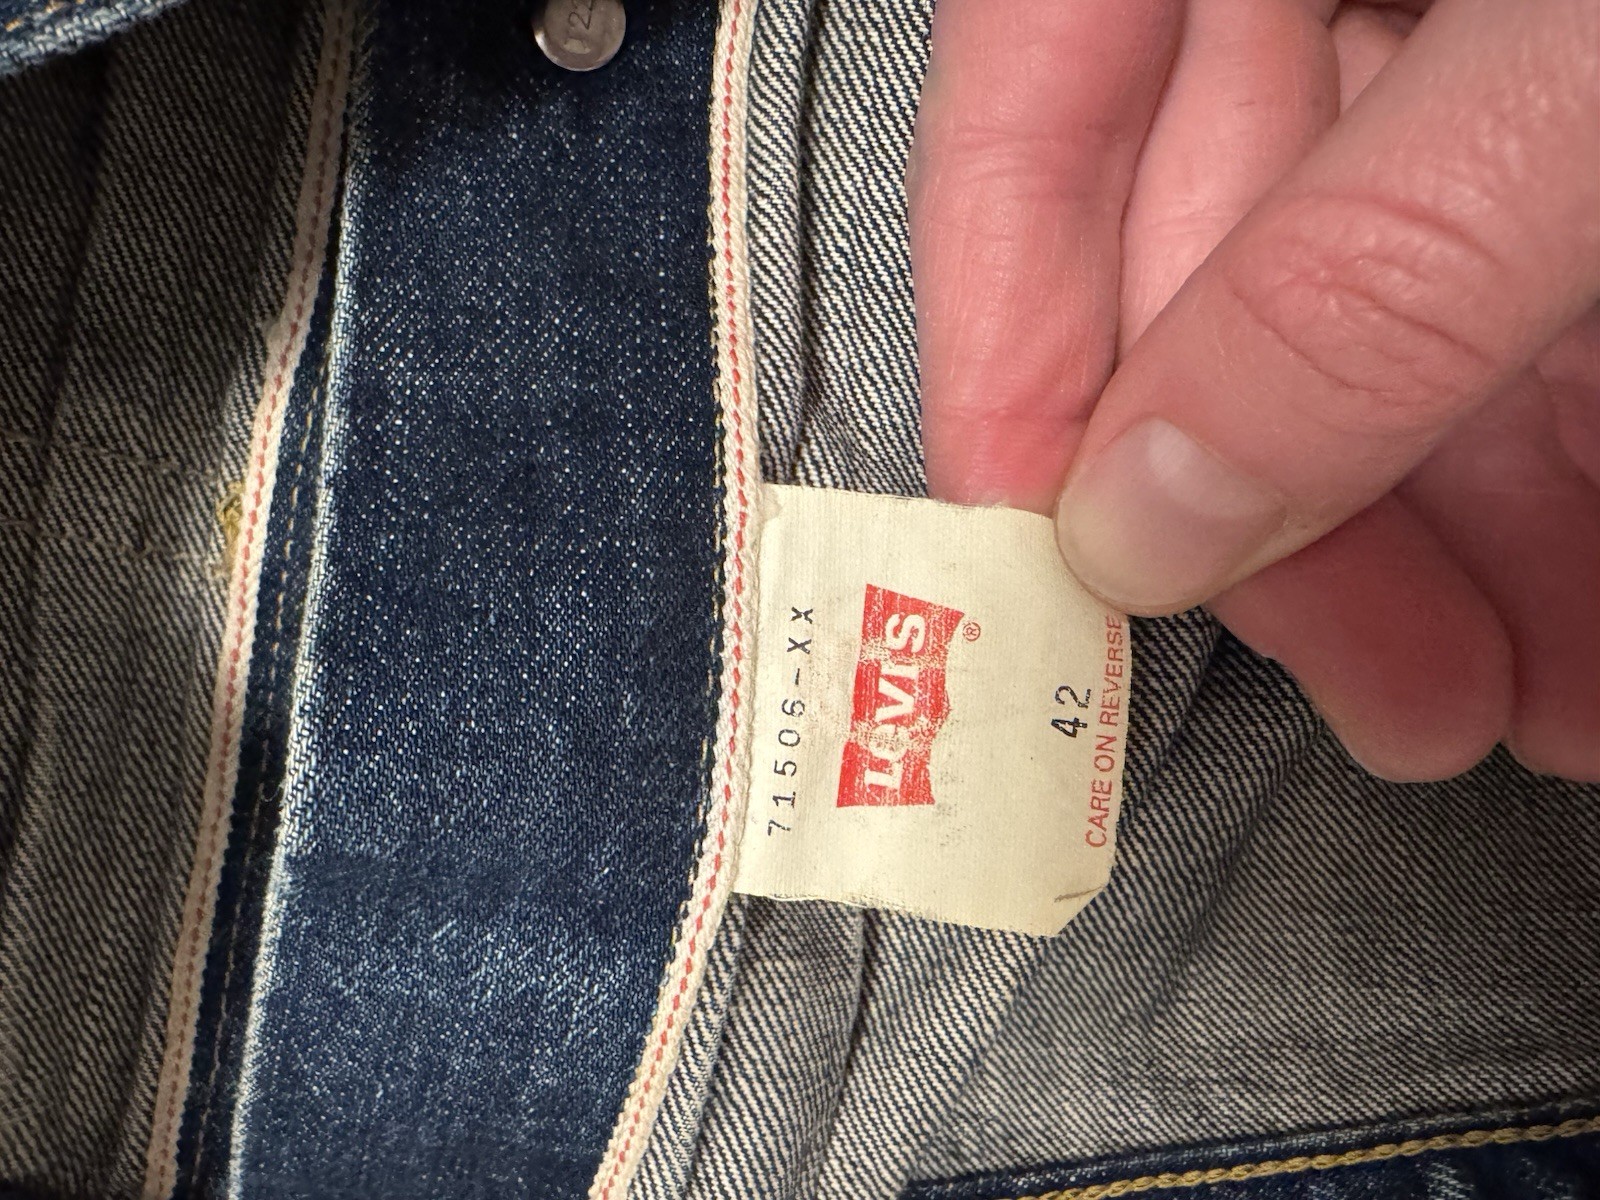 71506-XX
LEVI'S ®
42
CARE ON REVERSE